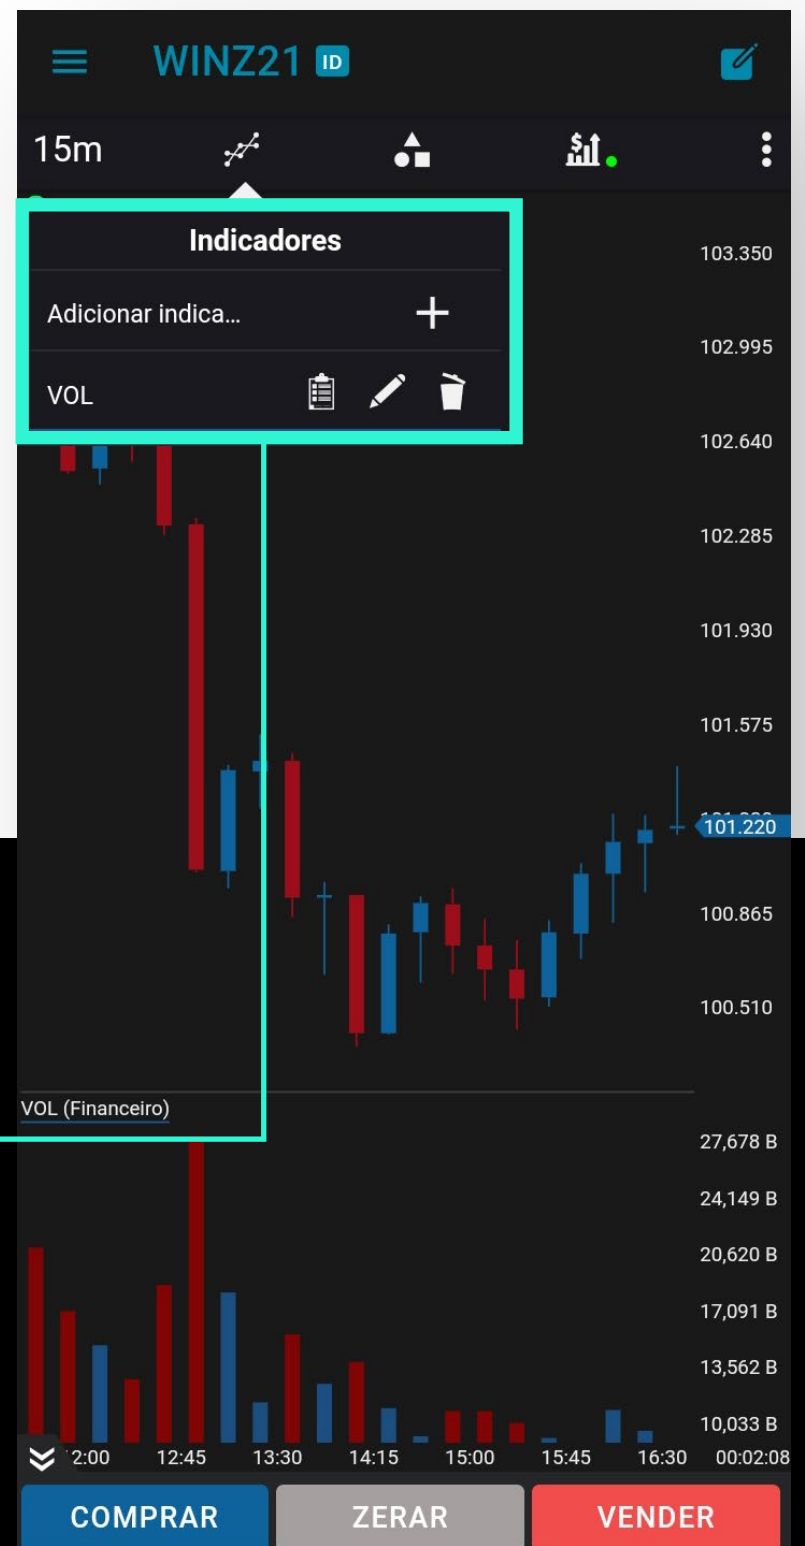 WINZ21 ID
15m
Indicadores
Adicionar indica...
VOL
103.350
102.995
102.640
102.285
101.930
101.575
101.220
100.865
100.510
VOL (Financeiro)
27,678 B
24,149 B
20,620 B
17,091 B
13,562 B
10,033 B
2:00 12:45 13:30 14:15 15:00 15:45 16:30 00:02:08
COMPRAR ZERAR VENDER